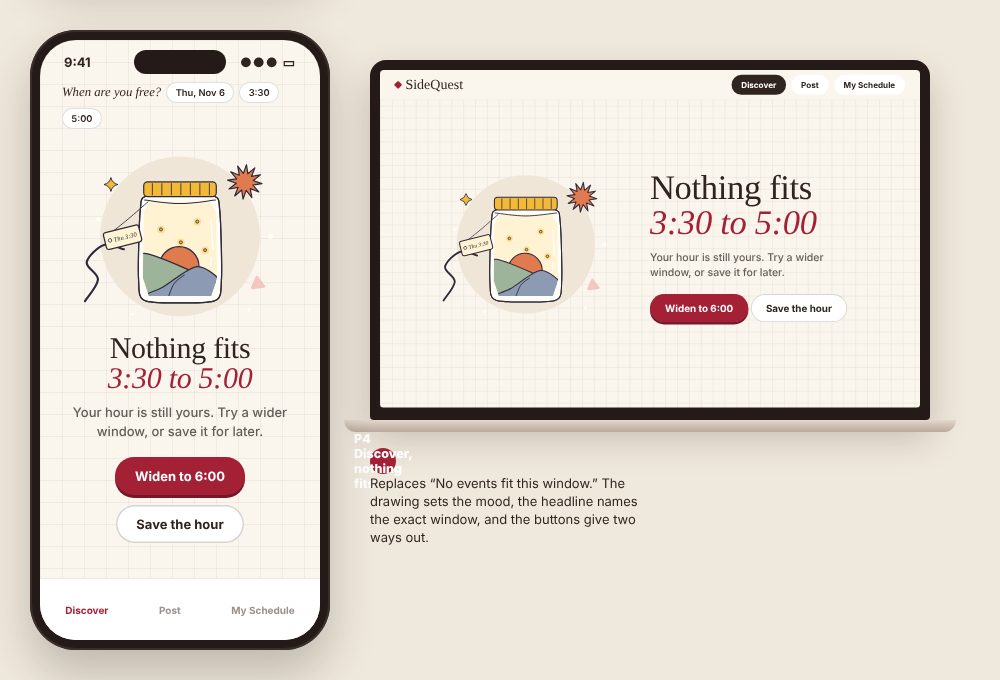 9:41
When are you free? Thu, Nov 6 3:30
5:00
Thu 3:30
Nothing fits
3:30 to 5:00
Your hour is still yours. Try a wider
window, or save it for later.
Widen to 6:00
Save the hour
Discover Post My Schedule
SideQuest
Discover Post My Schedule
Thu 3:30
Nothing fits
3:30 to 5:00
Your hour is still yours. Try a wider
window, or save it for later.
Widen to 6:00 Save the hour
P4
Discover,
nothing
fits
Replaces “No events fit this window.” The
drawing sets the mood, the headline names
the exact window, and the buttons give two
ways out.